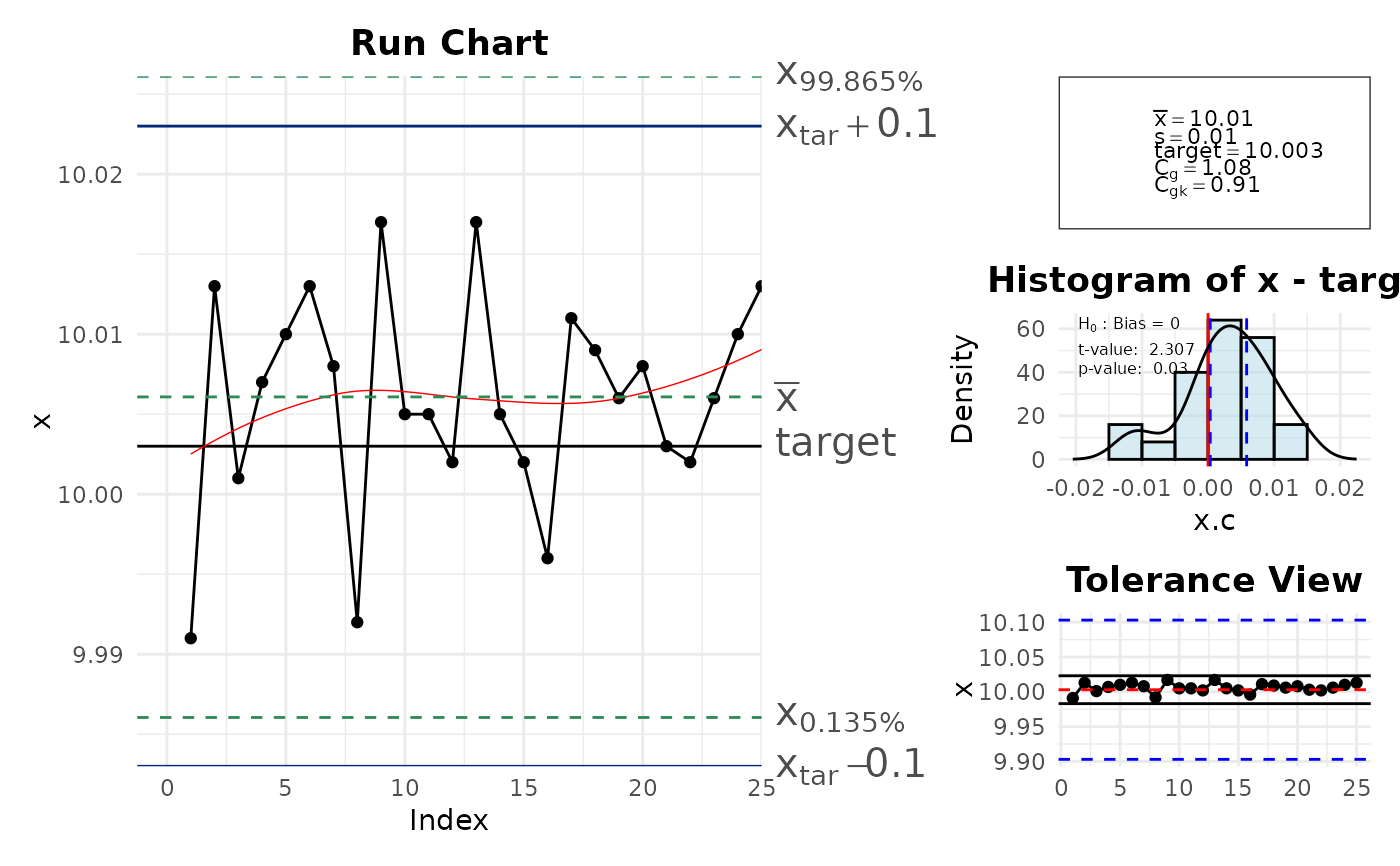 Run Chart
x99.865%
xtar + 0.1
10.02
10.01
10.00
9.99
x
x̅
target
x0.135%
xtar −0.1
0 5 10 15 20 25
Index
x̅ = 10.01
s = 0.01
target = 10.003
Cg = 1.08
Cgk = 0.91
Histogram of x - targ
H0 : Bias = 0
t-value: 2.307
p-value: 0.03
Density
60
40
20
0
-0.02 -0.01 0.00 0.01 0.02
x.c
Tolerance View
10.10
10.05
10.00
9.95
9.90
x
0 5 10 15 20 25